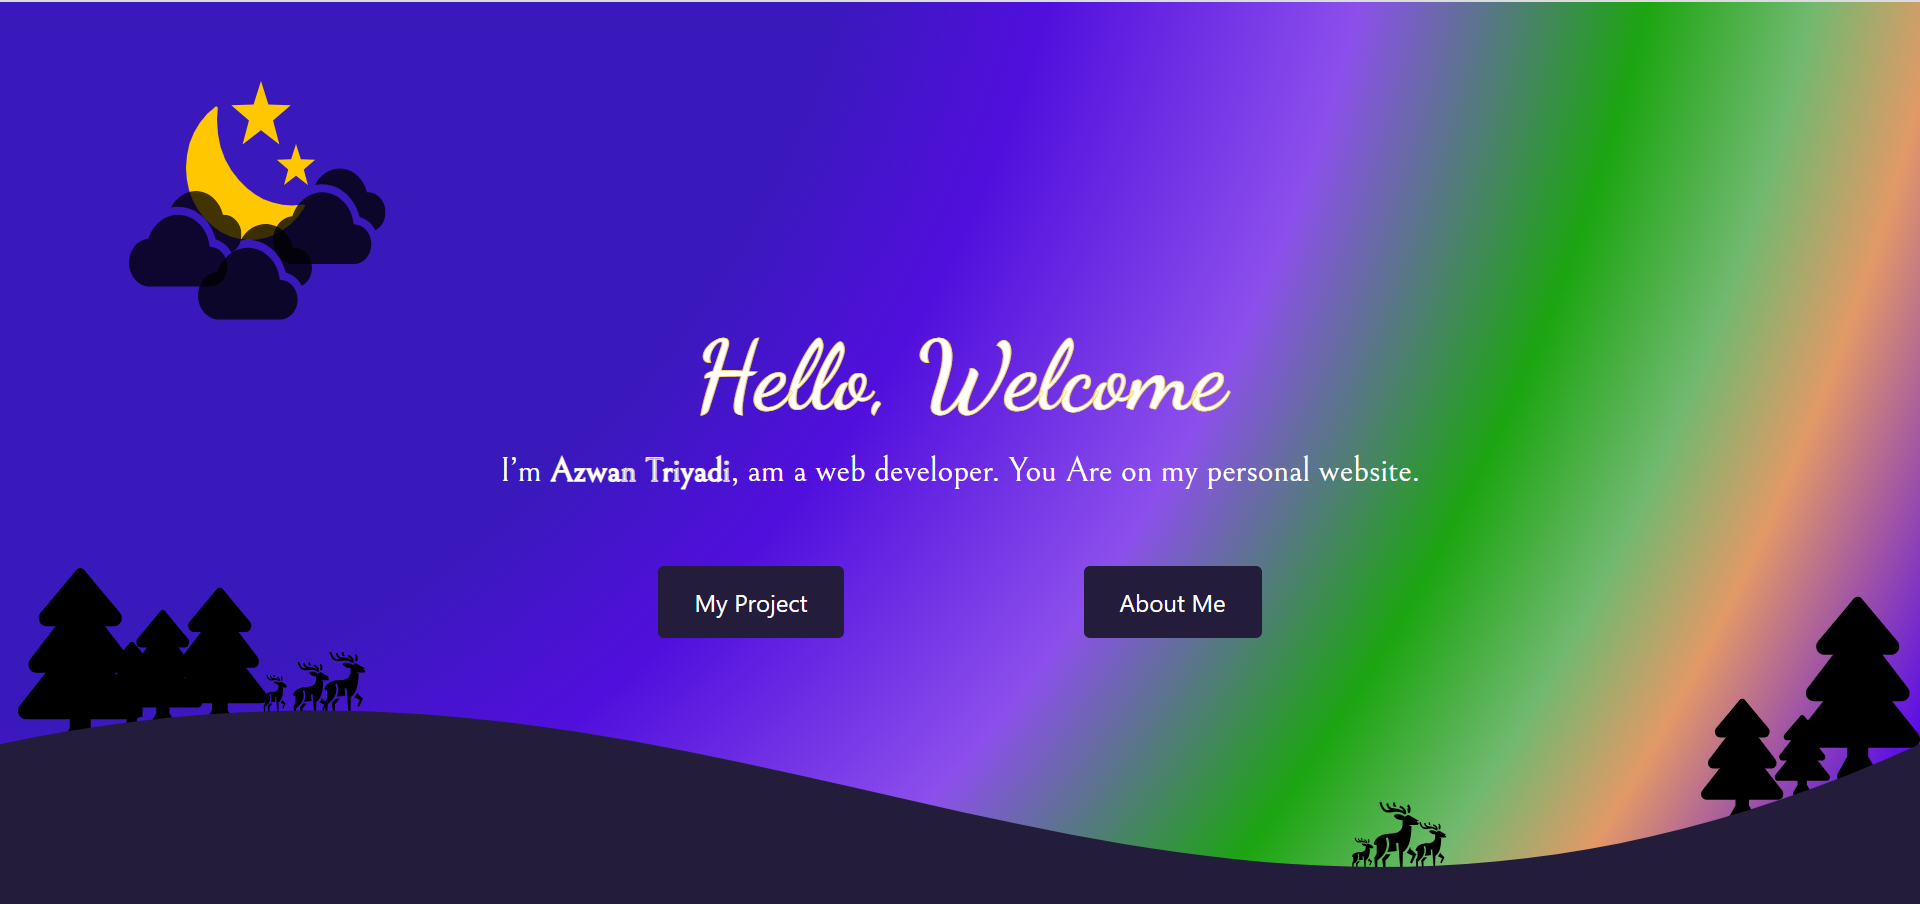 Hello, Welcome
I'm Azwan Triyadi, am a web developer. You Are on my personal website.
My Project
About Me